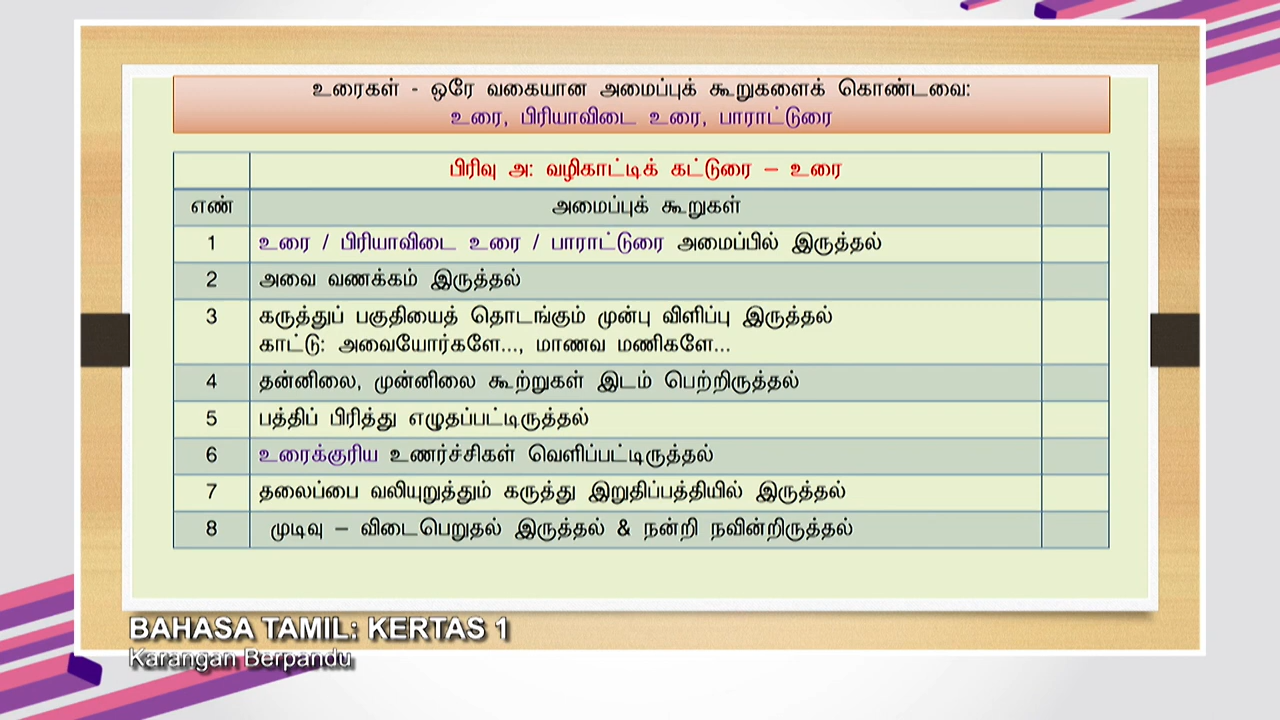 உரைகள் - ஒரே வகையான அமைப்புக் கூறுகளைக் கொண்டவை:
உரை, பிரியாவிடை உரை, பாராட்டுரை
பிரிவு அ: வழிகாட்டிக் கட்டுரை – உரை
எண் அமைப்புக் கூறுகள்
1 உரை / பிரியாவிடை உரை / பாராட்டுரை அமைப்பில் இருத்தல்
2 அவை வணக்கம் இருத்தல்
3 கருத்துப் பகுதியைத் தொடங்கும் முன்பு விளிப்பு இருத்தல்
காட்டு: அவையோர்களே..., மாணவ மணிகளே...
4 தன்னிலை, முன்னிலை கூற்றுகள் இடம் பெற்றிருத்தல்
5 பத்திப் பிரித்து எழுதப்பட்டிருத்தல்
6 உரைக்குரிய உணர்ச்சிகள் வெளிப்பட்டிருத்தல்
7 தலைப்பை வலியுறுத்தும் கருத்து இறுதிப்பத்தியில் இருத்தல்
8 முடிவு – விடைபெறுதல் இருத்தல் & நன்றி நவின்றிருத்தல்
BAHASA TAMIL: KERTAS 1
Karangan Berpandu